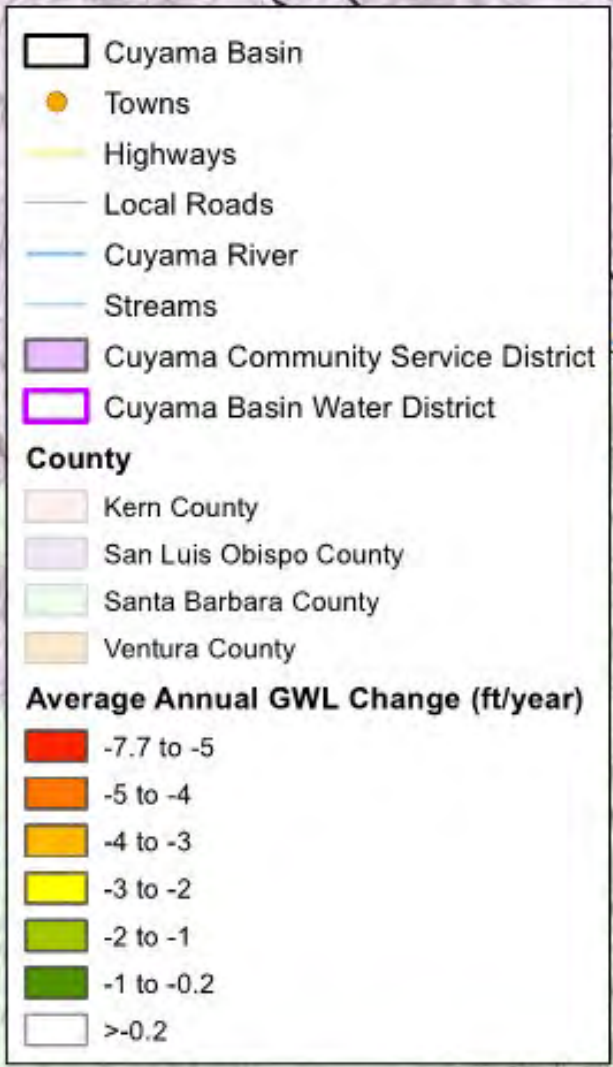 Cuyama Basin
Towns
Highways
Local Roads
Cuyama River
Streams
Cuyama Community Service District
Cuyama Basin Water District
County
Kern County
San Luis Obispo County
Santa Barbara County
Ventura County
Average Annual GWL Change (ft/year)
-7.7 to -5
-5 to -4
-4 to -3
-3 to -2
-2 to -1
-1 to -0.2
>-0.2